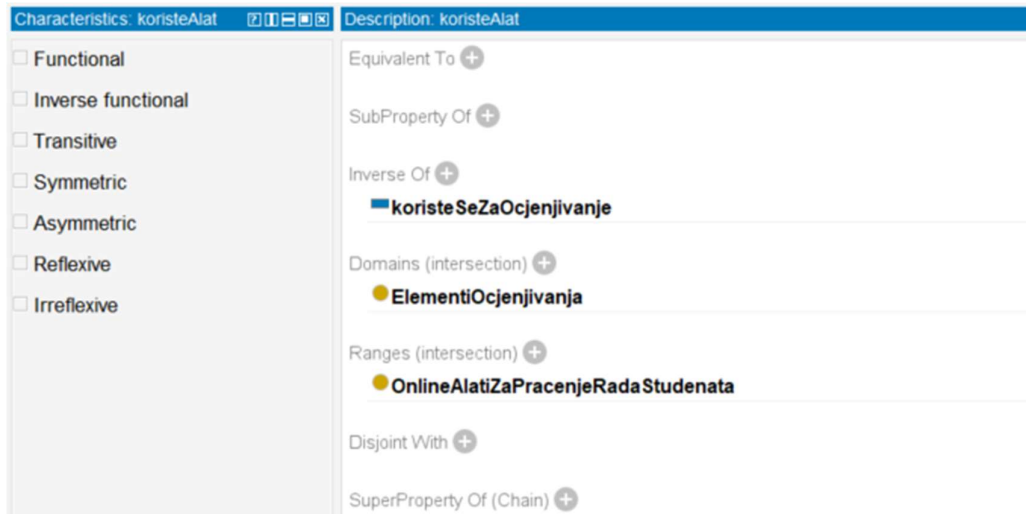 Characteristics: koristeAlat
Functional
Inverse functional
Transitive
Symmetric
Asymmetric
Reflexive
Irreflexive
Description: koristeAlat
Equivalent To
SubProperty Of
Inverse Of
koristeSeZaOcjenjivanje
Domains (intersection)
ElementiOcjenjivanja
Ranges (intersection)
OnlineAlatiZaPracenjeRadaStudenata
Disjoint With
SuperProperty Of (Chain)